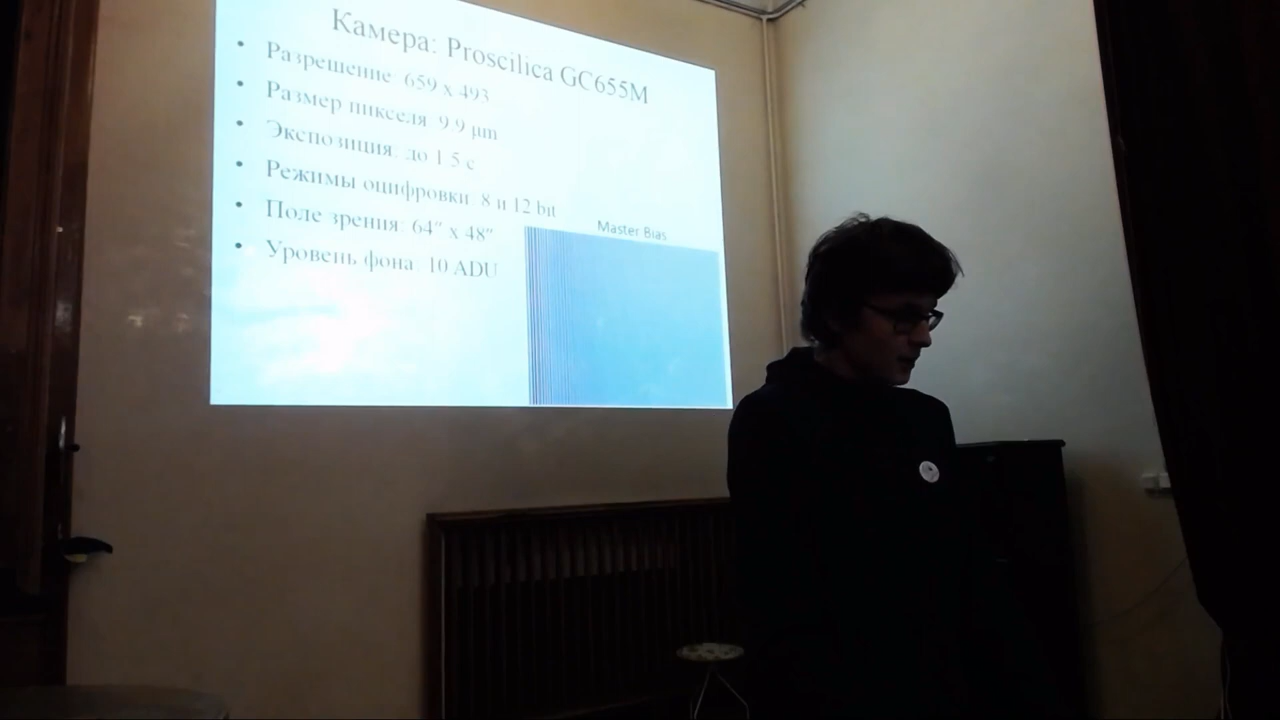 Камера: Proscilica GC655M
• Разрешение: 659 x 493
• Размер пикселя: 9.9 μm
• Экспозиция: до 1.5 с
• Режимы оцифровки: 8 и 12 bit
• Поле зрения: 64″ x 48″
• Уровень фона: 10 ADU
Master Bias